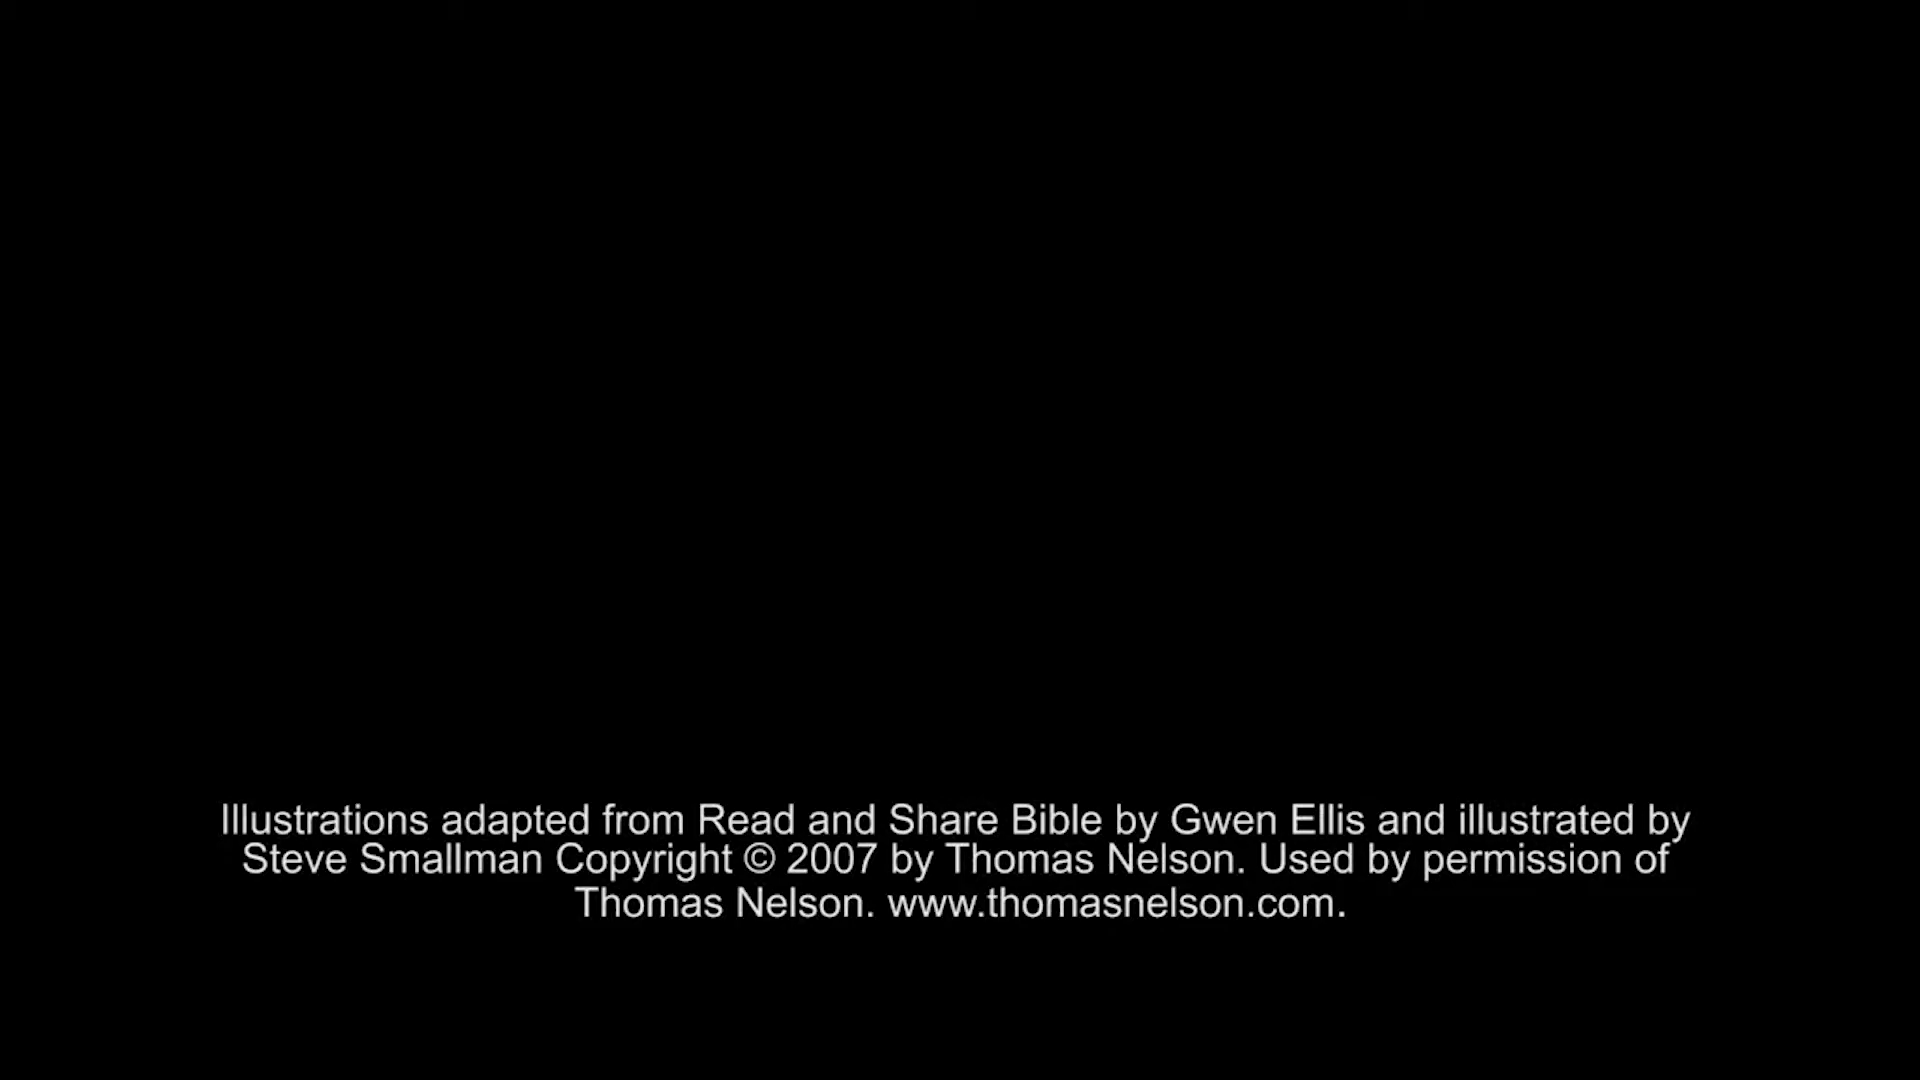 Illustrations adapted from Read and Share Bible by Gwen Ellis and illustrated by
Steve Smallman Copyright © 2007 by Thomas Nelson. Used by permission of
Thomas Nelson. www.thomasnelson.com.